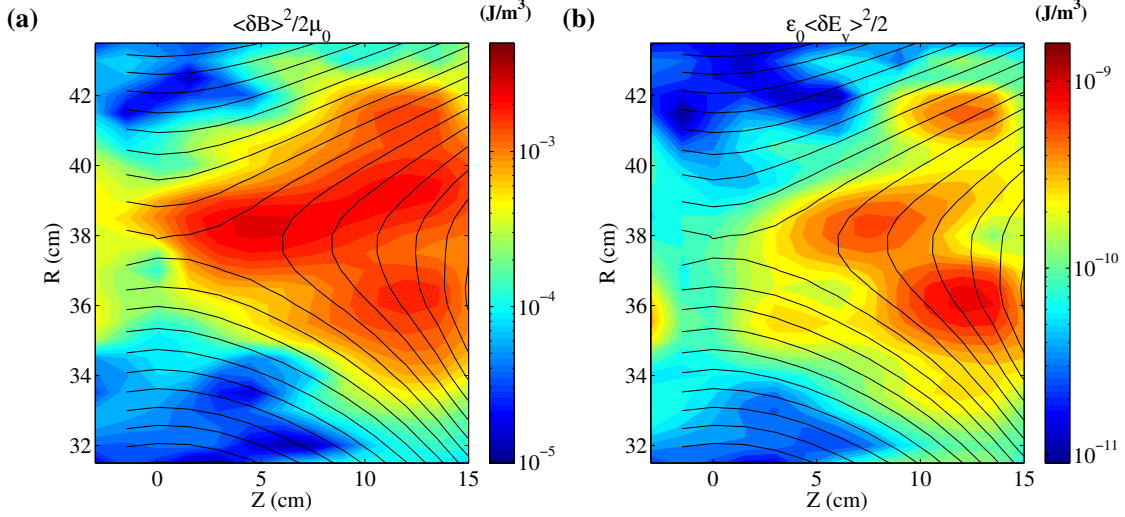 (a)
<δB>²/2μ₀
(J/m³)
42
40
38
36
34
32
R (cm)
0
5
10
15
Z (cm)
10⁻³
10⁻⁴
10⁻⁵
(b)
ε₀<δE_y>²/2
(J/m³)
42
40
38
36
34
32
R (cm)
0
5
10
15
Z (cm)
10⁻⁹
10⁻¹⁰
10⁻¹¹